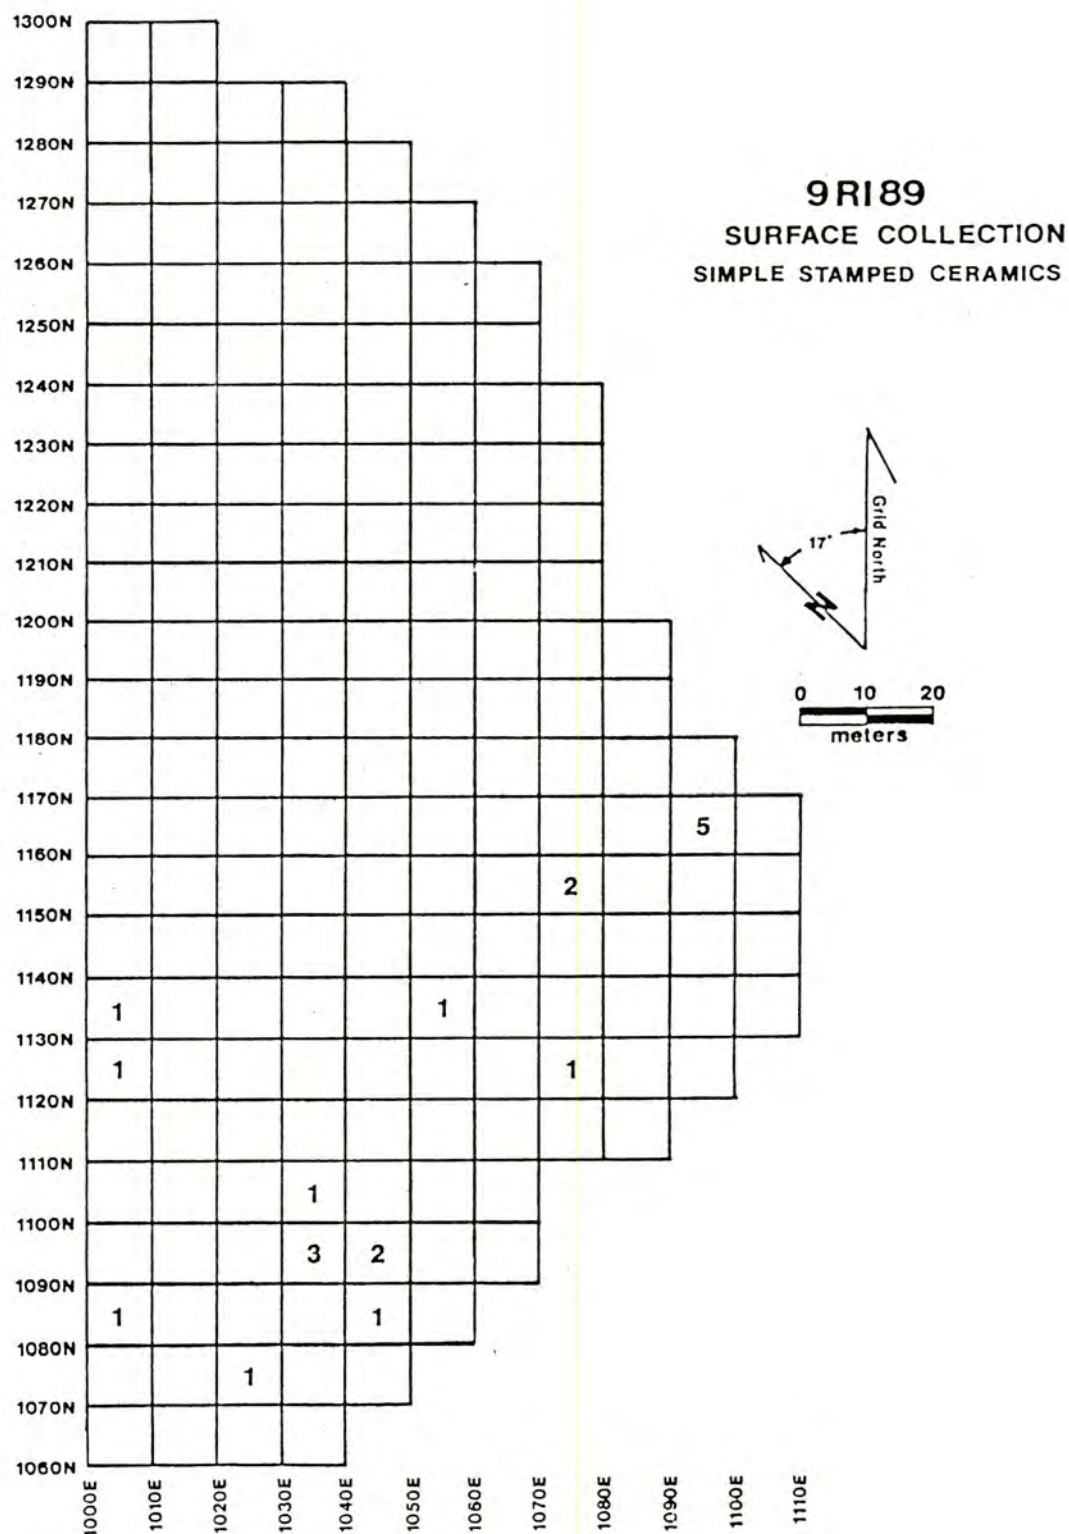 9RI89
SURFACE COLLECTION
SIMPLE STAMPED CERAMICS
1300N
1290N
1280N
1270N
1260N
1250N
1240N
1230N
1220N
1210N
1200N
1190N
1180N
1170N
5
1160N
2
1150N
1140N
1 1
1130N
1 1
1120N
1110N
1
1100N
3 2
1090N
1 1
1080N
1
1070N
1060N
1000E 1010E 1020E 1030E 1040E 1050E 1060E 1070E 1080E 1090E 1100E 1110E
Grid North
17°
N
0 10 20
meters